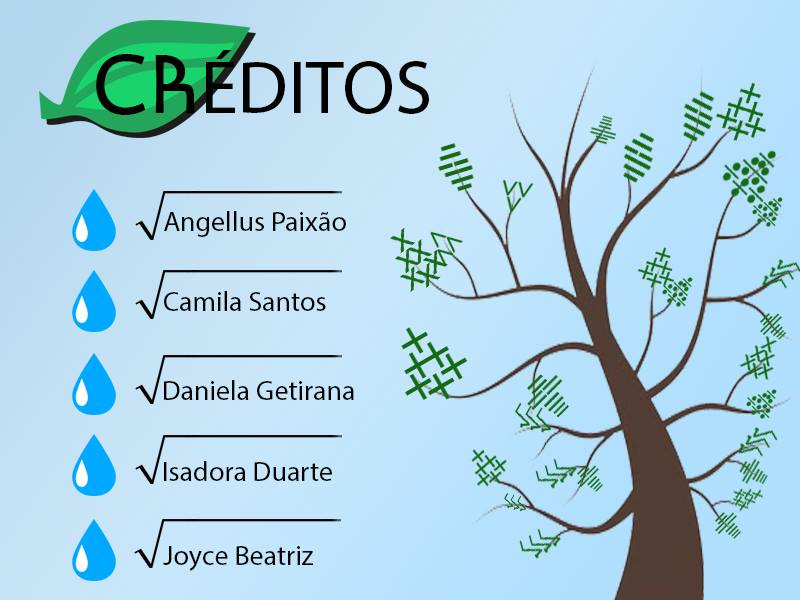 CRÉDITOS
√Angellus Paixão
√Camila Santos
√Daniela Getirana
√Isadora Duarte
√Joyce Beatriz